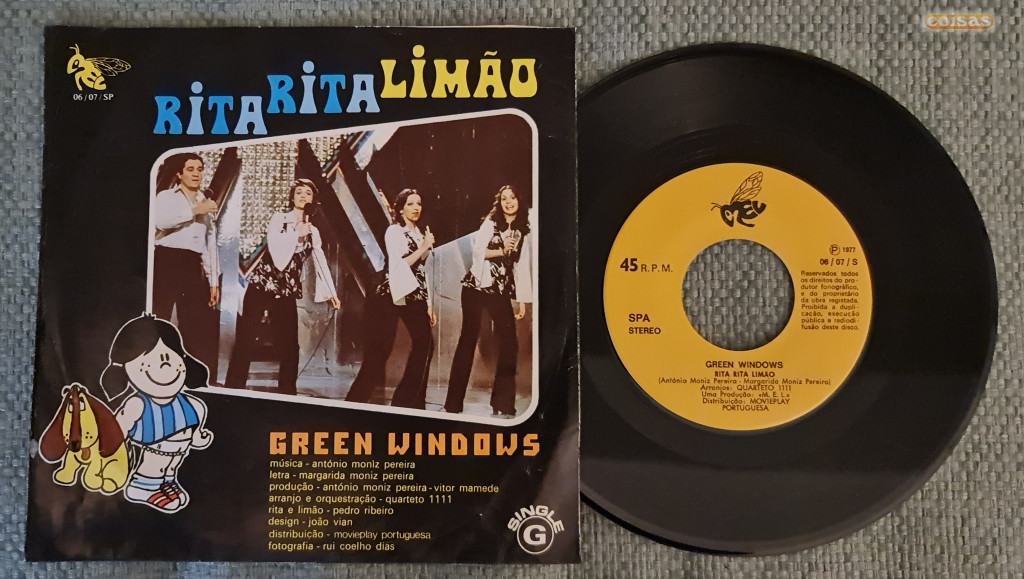 coisas
06/07/SP
RITA RITA LIMÃO
GREEN WINDOWS
música - antónio moniz pereira
letra - margarida moniz pereira
produção - antónio moniz pereira - vitor mamede
arranjo e orquestração - quarteto 1111
rita e limão - pedro ribeiro
design - joão vian
distribuição - movieplay portuguesa
fotografia - rui coelho dias
SINGLE
G
MEL
45 R.P.M.
Ⓟ 1977
06/07/S
Reservados todos
os direitos do pro-
dutor fonográfico,
e do proprietário
da obra registada.
Proibida a dupli-
cação, execução
pública e radiodi-
fusão deste disco.
SPA
STEREO
GREEN WINDOWS
RITA RITA LIMÃO
(António Moniz Pereira - Margarida Moniz Pereira)
Arranjos: QUARTETO 1111
Uma Produção: «M. E. L.»
Distribuição: MOVIEPLAY
PORTUGUESA